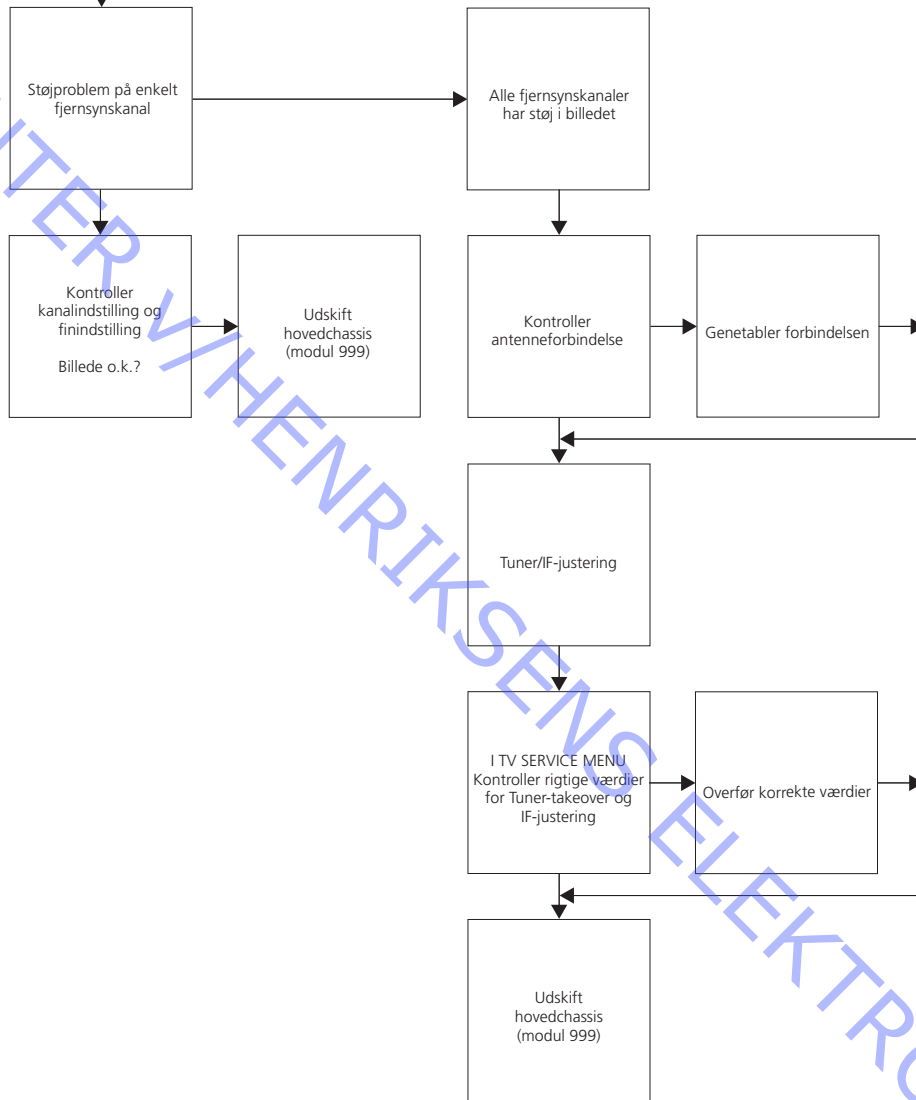 Støjproblem på enkelt
fjernsynskanal
Alle fjernsynskanaler
har støj i billedet
Kontroller
kanalindstilling og
finindstilling
Billede o.k.?
Udskift
hovedchassis
(modul 999)
Kontroller
antenneforbindelse
Genetabler forbindelsen
Tuner/IF-justering
I TV SERVICE MENU
Kontroller rigtige værdier
for Tuner-takeover og
IF-justering
Overfør korrekte værdier
Udskift
hovedchassis
(modul 999)
V/HENRIKSENS